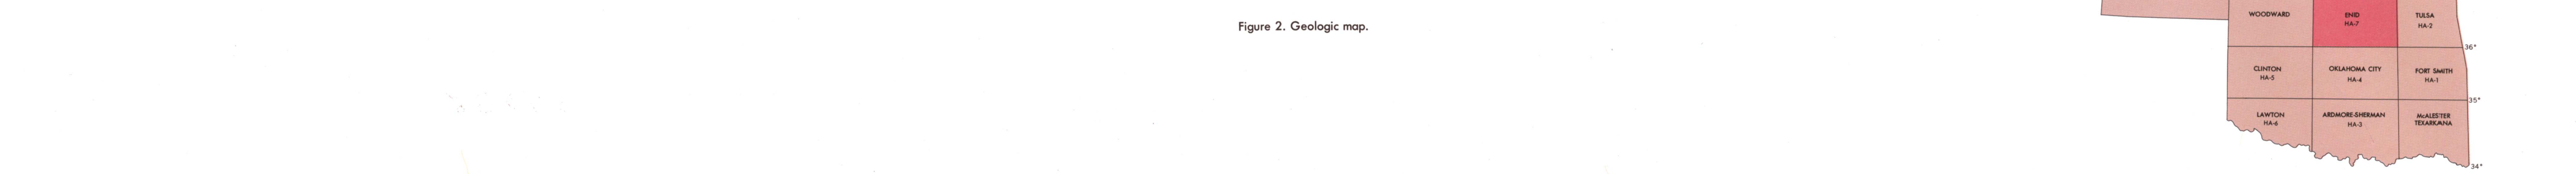 Figure 2. Geologic map.
WOODWARD
ENID
HA-7
TULSA
HA-2
36°
CLINTON
HA-5
OKLAHOMA CITY
HA-4
FORT SMITH
HA-1
35°
LAWTON
HA-6
ARDMORE-SHERMAN
HA-3
McALESTER
TEXARKANA
34°